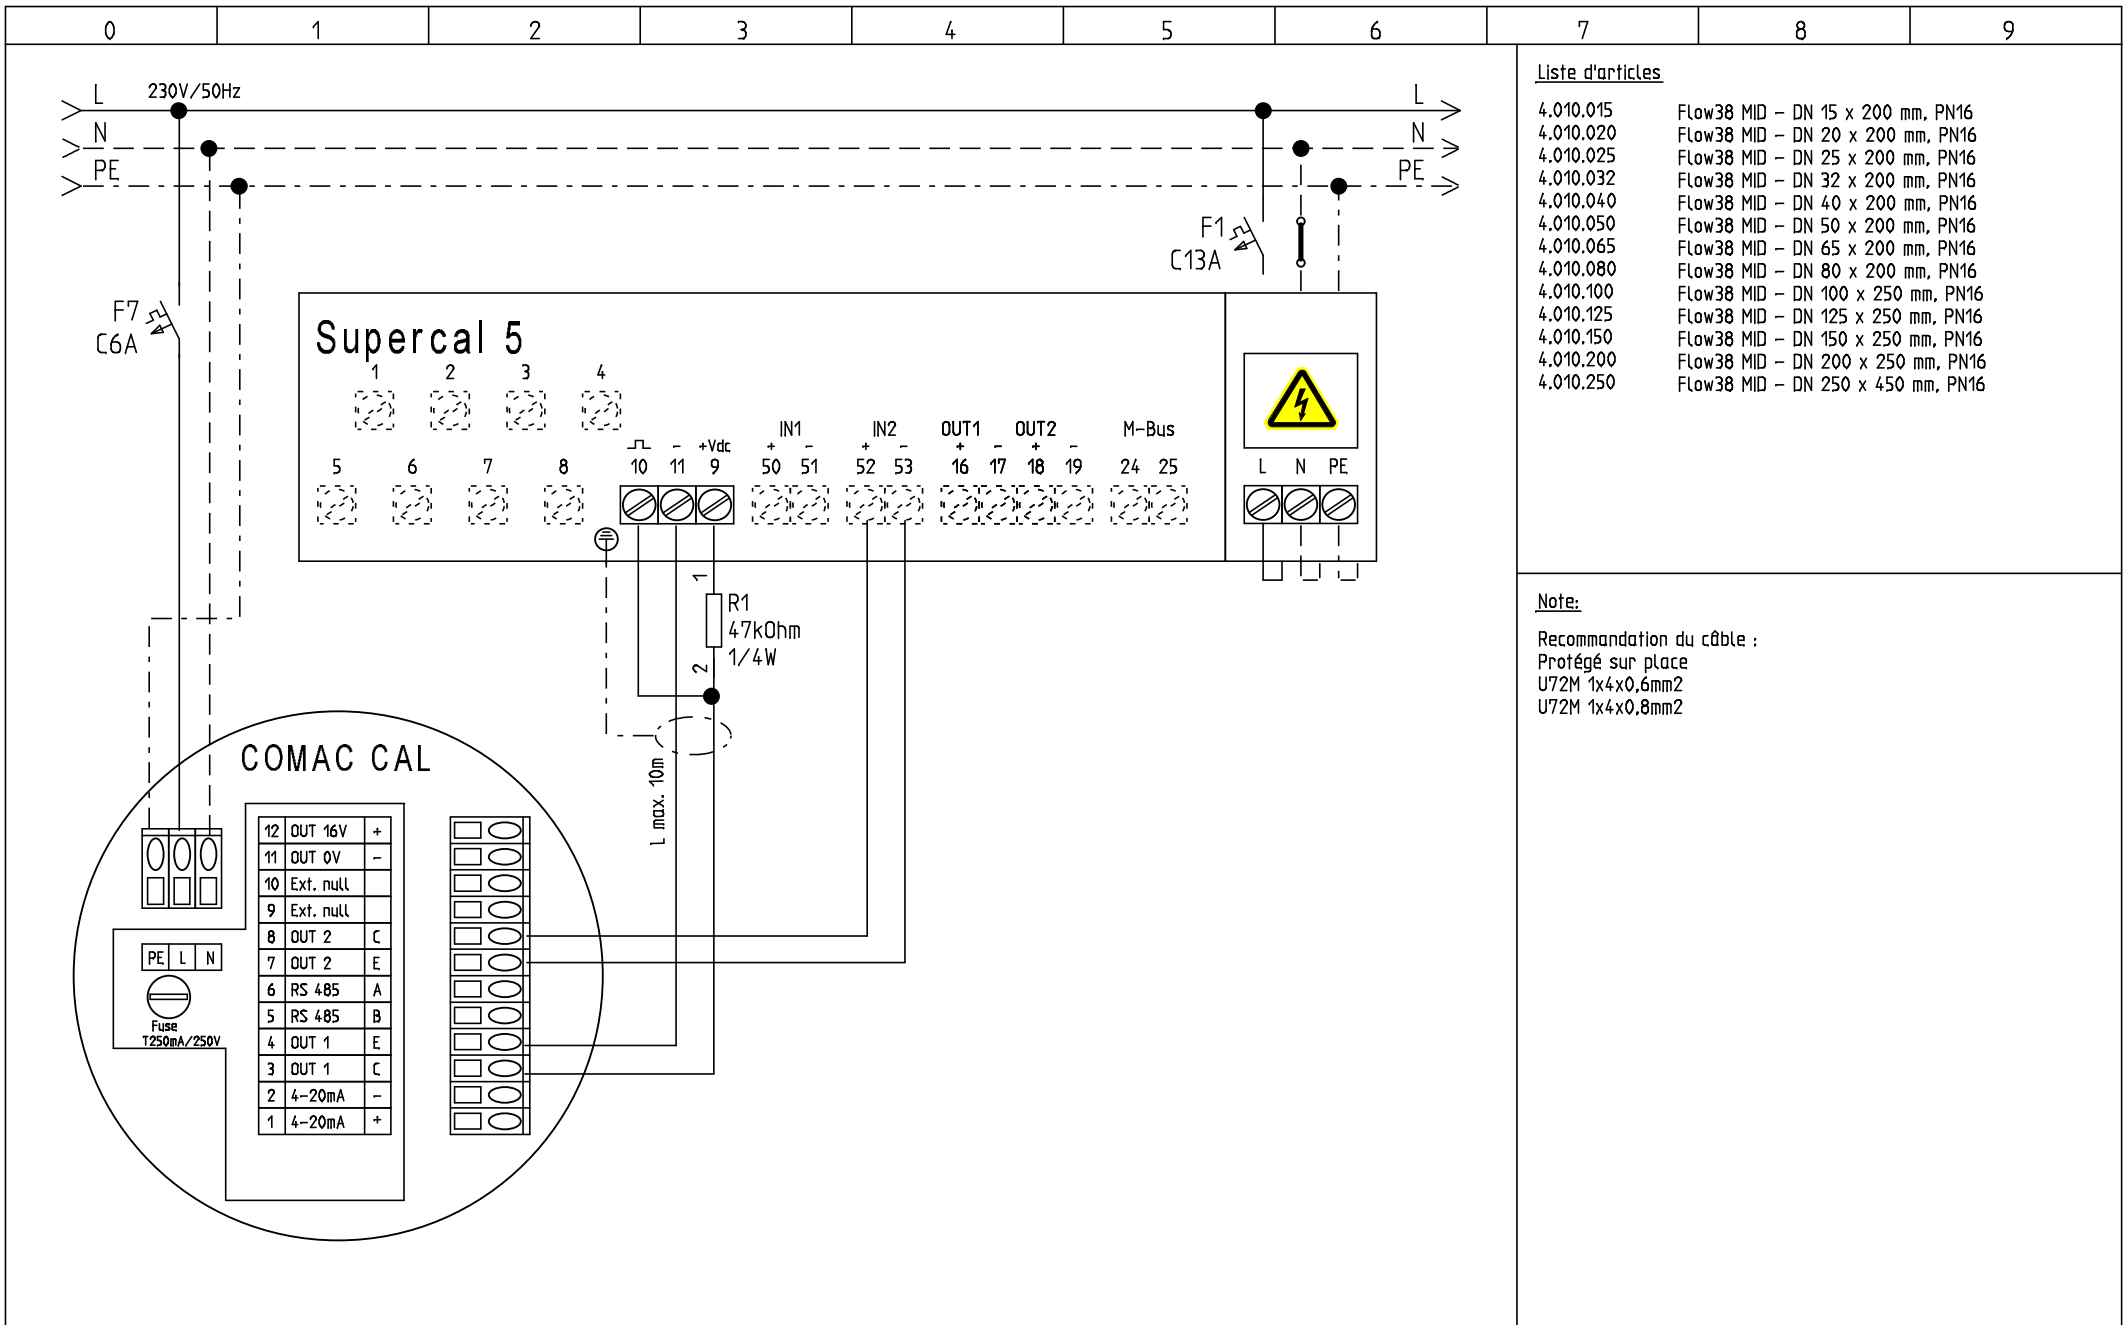 0 1 2 3 4 5 6 7 8 9
L 230V/50Hz L
N N
PE PE
F1
C13A
F7
C6A
Supercal 5
1 2 3 4
IN1 IN2 OUT1 OUT2 M-Bus
- +Vdc + - + - + - + -
5 6 7 8 10 11 9 50 51 52 53 16 17 18 19 24 25 L N PE
1
R1
47kOhm
1/4W
2
L max. 10m
COMAC CAL
12 OUT 16V +
11 OUT 0V -
10 Ext. null
9 Ext. null
8 OUT 2 C
7 OUT 2 E
6 RS 485 A
5 RS 485 B
4 OUT 1 E
3 OUT 1 C
2 4-20mA -
1 4-20mA +
PE L N
Fuse
T250mA/250V
Liste d'articles
4.010.015 Flow38 MID - DN 15 x 200 mm, PN16
4.010.020 Flow38 MID - DN 20 x 200 mm, PN16
4.010.025 Flow38 MID - DN 25 x 200 mm, PN16
4.010.032 Flow38 MID - DN 32 x 200 mm, PN16
4.010.040 Flow38 MID - DN 40 x 200 mm, PN16
4.010.050 Flow38 MID - DN 50 x 200 mm, PN16
4.010.065 Flow38 MID - DN 65 x 200 mm, PN16
4.010.080 Flow38 MID - DN 80 x 200 mm, PN16
4.010.100 Flow38 MID - DN 100 x 250 mm, PN16
4.010.125 Flow38 MID - DN 125 x 250 mm, PN16
4.010.150 Flow38 MID - DN 150 x 250 mm, PN16
4.010.200 Flow38 MID - DN 200 x 250 mm, PN16
4.010.250 Flow38 MID - DN 250 x 450 mm, PN16
Note:
Recommandation du câble :
Protégé sur place
U72M 1x4x0,6mm2
U72M 1x4x0,8mm2